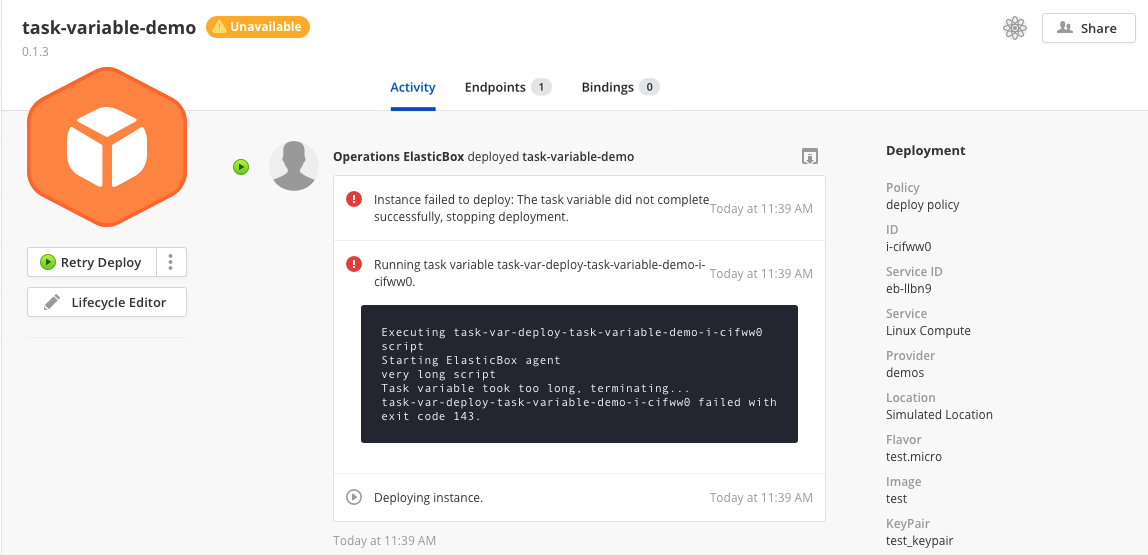 task-variable-demo
Unavailable
0.1.3
Share
Activity
Endpoints 1
Bindings 0
Retry Deploy
Lifecycle Editor
Operations ElasticBox deployed task-variable-demo
Instance failed to deploy: The task variable did not complete
successfully, stopping deployment.
Today at 11:39 AM
Running task variable task-var-deploy-task-variable-demo-i-
cifww0.
Today at 11:39 AM
Executing task-var-deploy-task-variable-demo-i-cifww0
script
Starting ElasticBox agent
very long script
Task variable took too long, terminating...
task-var-deploy-task-variable-demo-i-cifww0 failed with
exit code 143.
Deploying instance.
Today at 11:39 AM
Today at 11:39 AM
Deployment
Policy
deploy policy
ID
i-cifww0
Service ID
eb-llbn9
Service
Linux Compute
Provider
demos
Location
Simulated Location
Flavor
test.micro
Image
test
KeyPair
test_keypair